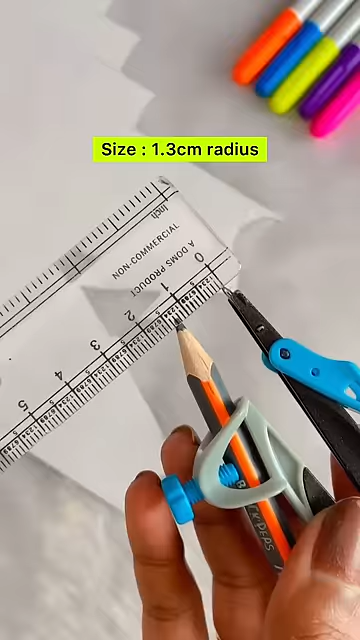 Size : 1.3cm radius
Inch
NON-COMMERCIAL
A DOMS PRODUCT
0
1
2
3
4
5